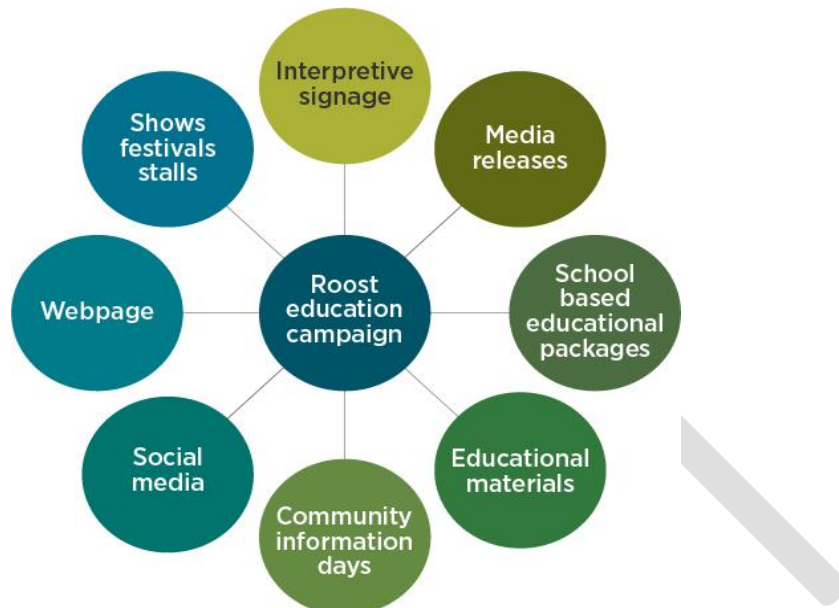 Interpretive
signage
Media
releases
School
based
educational
packages
Educational
materials
Community
information
days
Social
media
Webpage
Shows
festivals
stalls
Roost
education
campaign